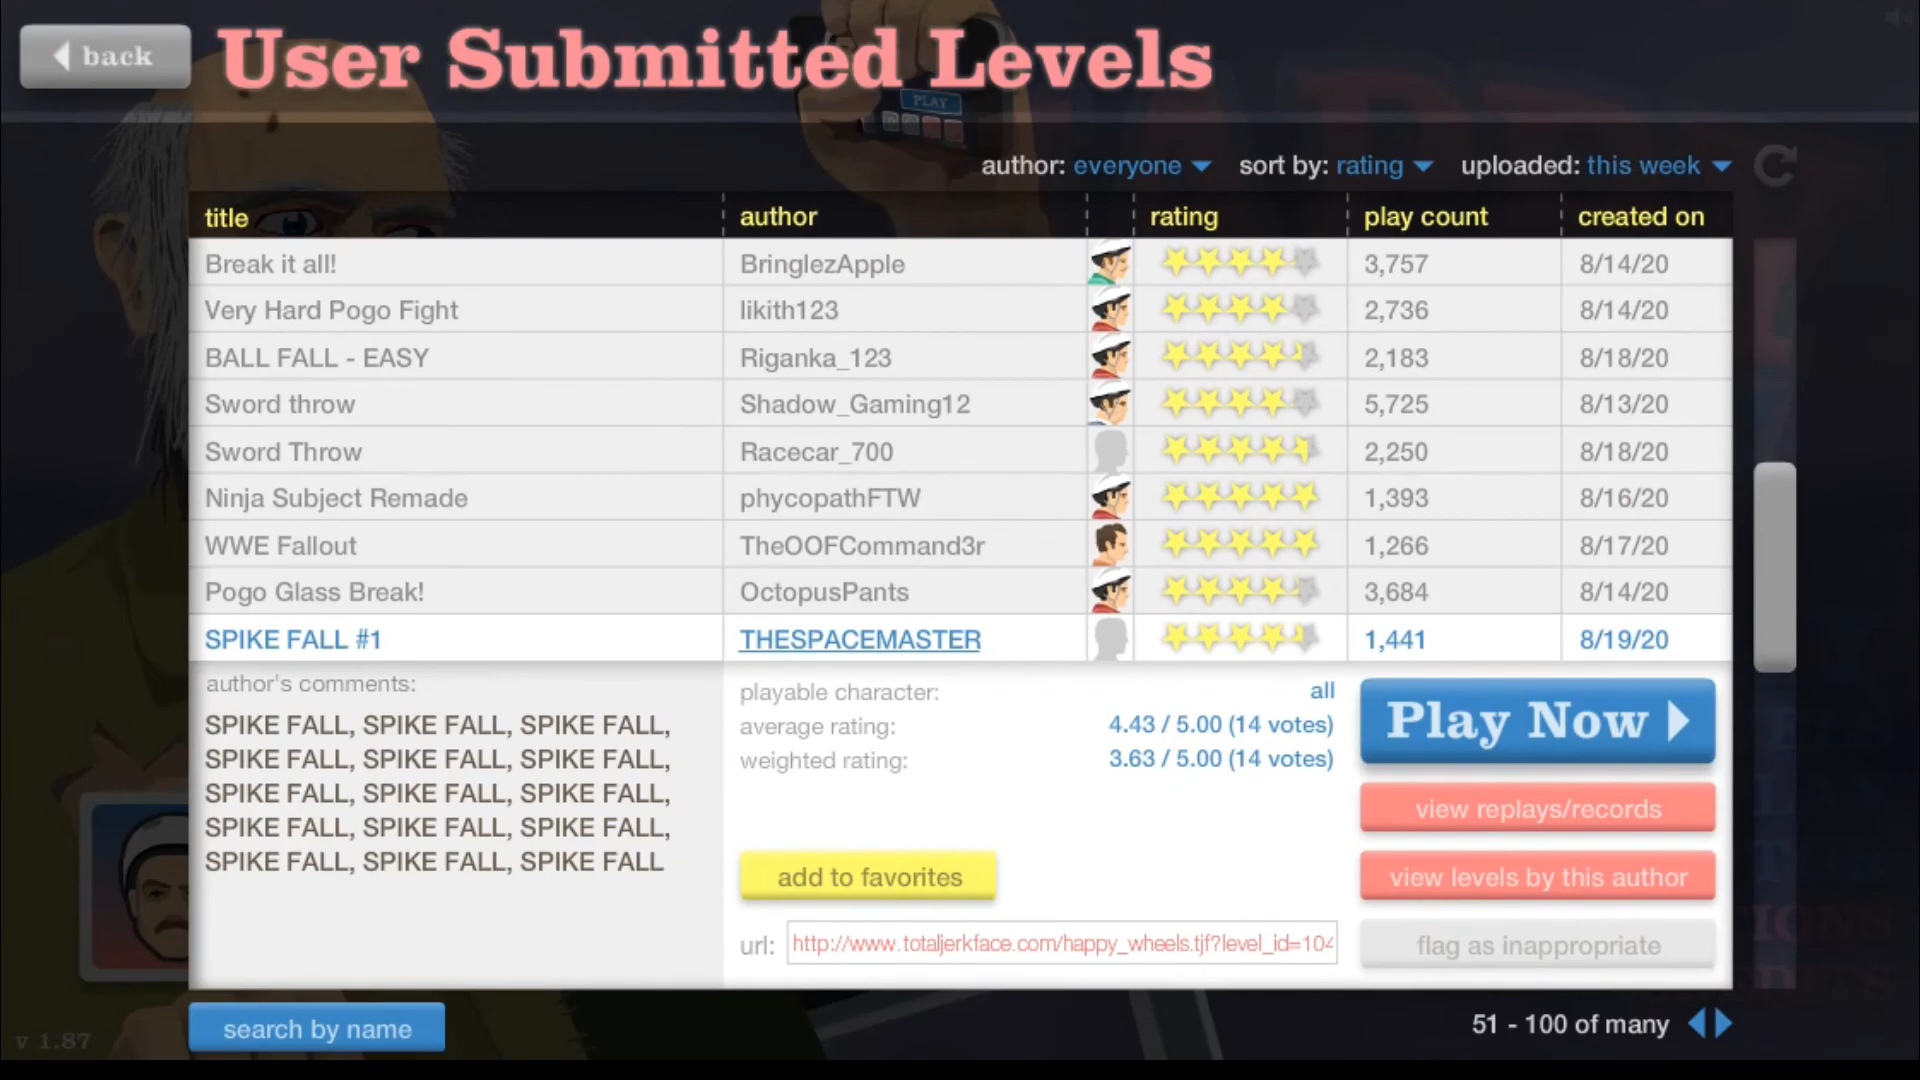 back
User Submitted Levels
PLAY
author: everyone sort by: rating uploaded: this week
title author rating play count created on
Break it all! BringlezApple 3,757 8/14/20
Very Hard Pogo Fight likith123 2,736 8/14/20
BALL FALL - EASY Riganka_123 2,183 8/18/20
Sword throw Shadow_Gaming12 5,725 8/13/20
Sword Throw Racecar_700 2,250 8/18/20
Ninja Subject Remade phycopathFTW 1,393 8/16/20
WWE Fallout TheOOFCommand3r 1,266 8/17/20
Pogo Glass Break! OctopusPants 3,684 8/14/20
SPIKE FALL #1 THESPACEMASTER 1,441 8/19/20
author's comments:
SPIKE FALL, SPIKE FALL, SPIKE FALL,
SPIKE FALL, SPIKE FALL, SPIKE FALL,
SPIKE FALL, SPIKE FALL, SPIKE FALL,
SPIKE FALL, SPIKE FALL, SPIKE FALL,
SPIKE FALL, SPIKE FALL, SPIKE FALL
playable character: all
average rating: 4.43 / 5.00 (14 votes)
weighted rating: 3.63 / 5.00 (14 votes)
add to favorites
url: http://www.totaljerkface.com/happy_wheels.tjf?level_id=104
Play Now
view replays/records
view levels by this author
flag as inappropriate
v 1.87
search by name
51 - 100 of many